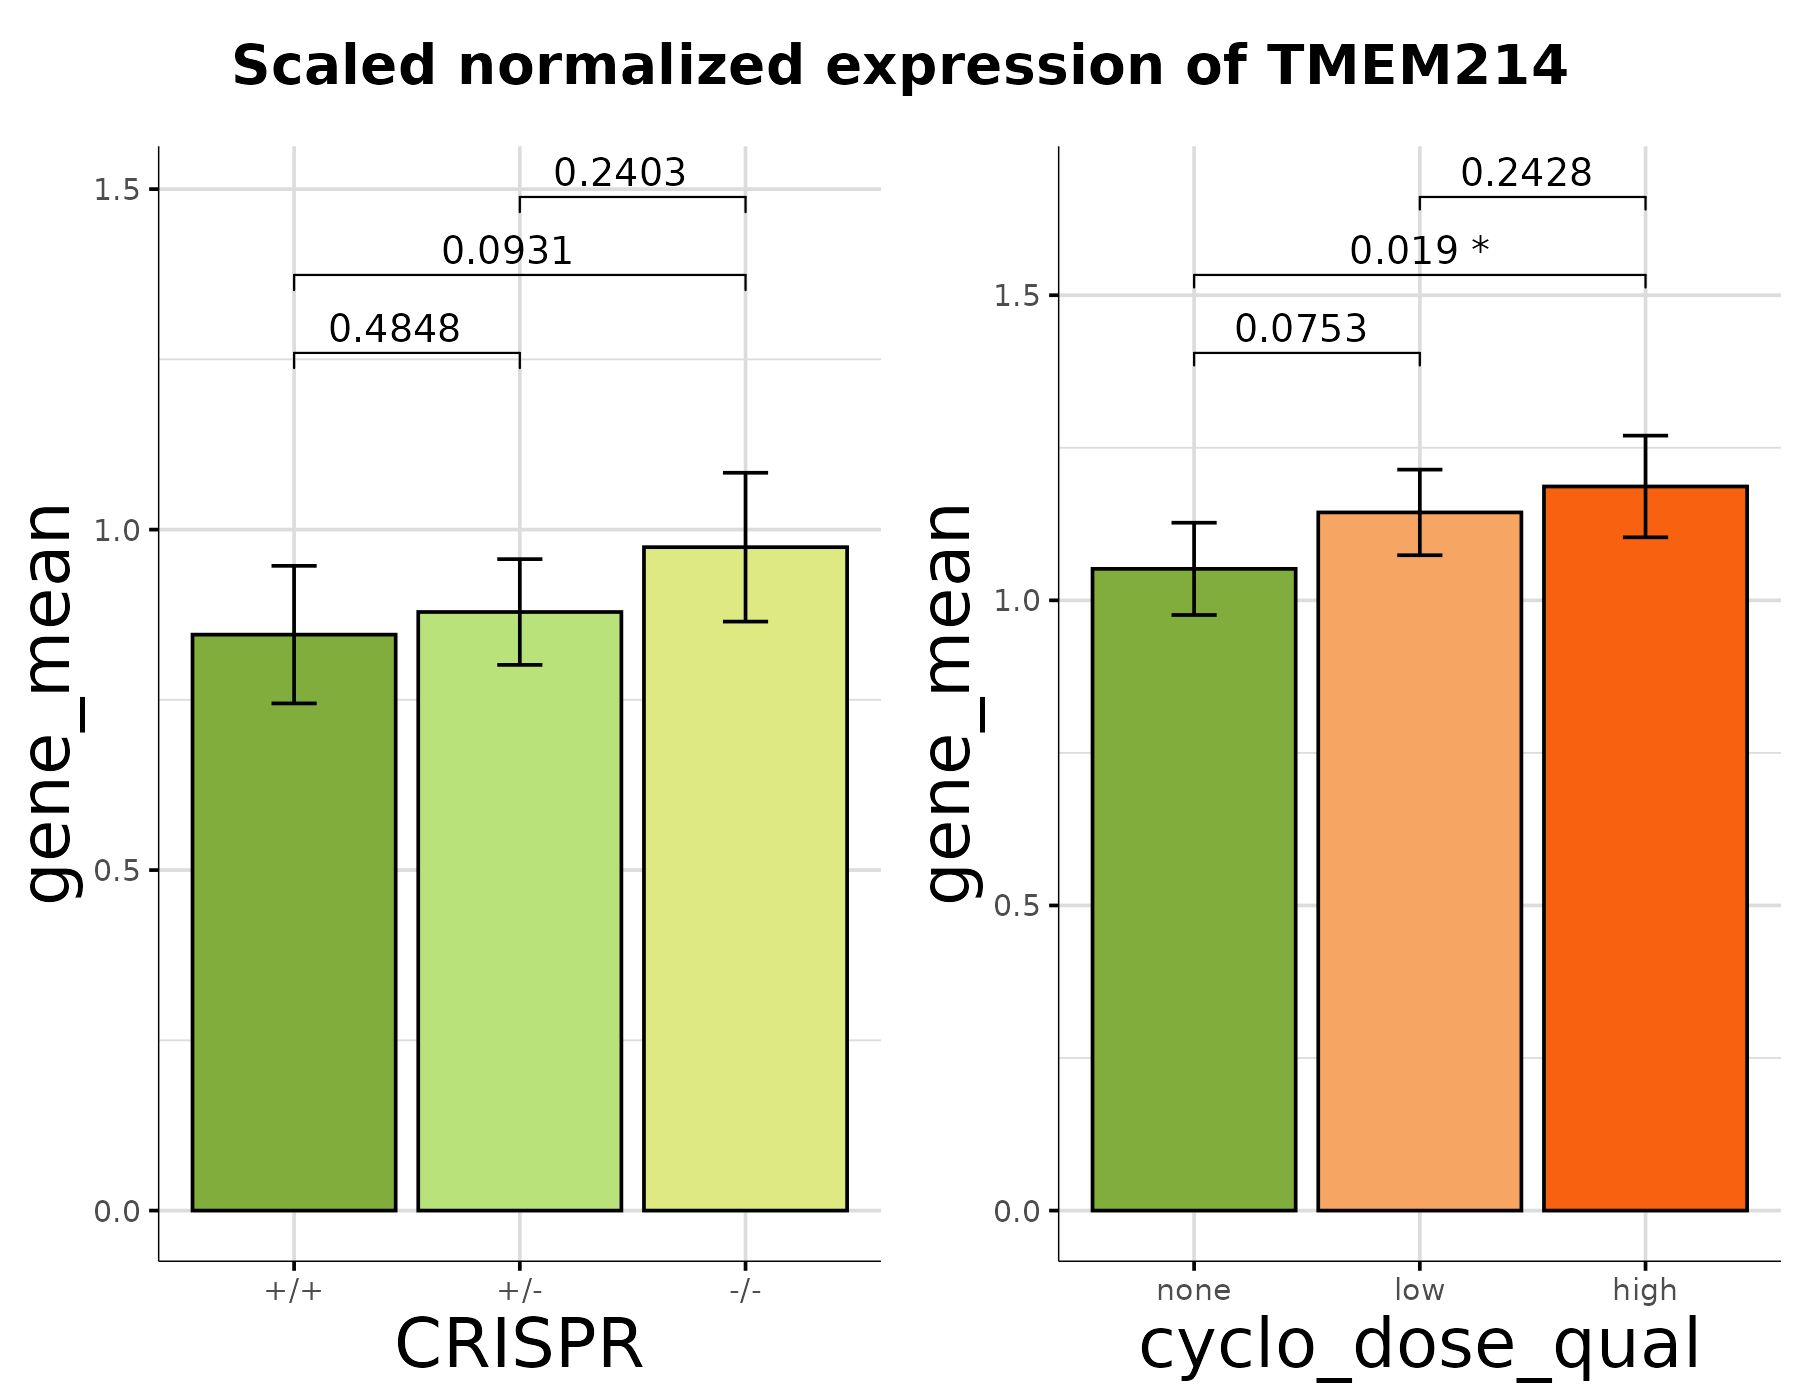 Scaled normalized expression of TMEM214
gene_mean
1.5
1.0
0.5
0.0
0.2403
0.0931
0.4848
+/+ +/- -/-
CRISPR
gene_mean
1.5
1.0
0.5
0.0
0.2428
0.019 *
0.0753
none low high
cyclo_dose_qual